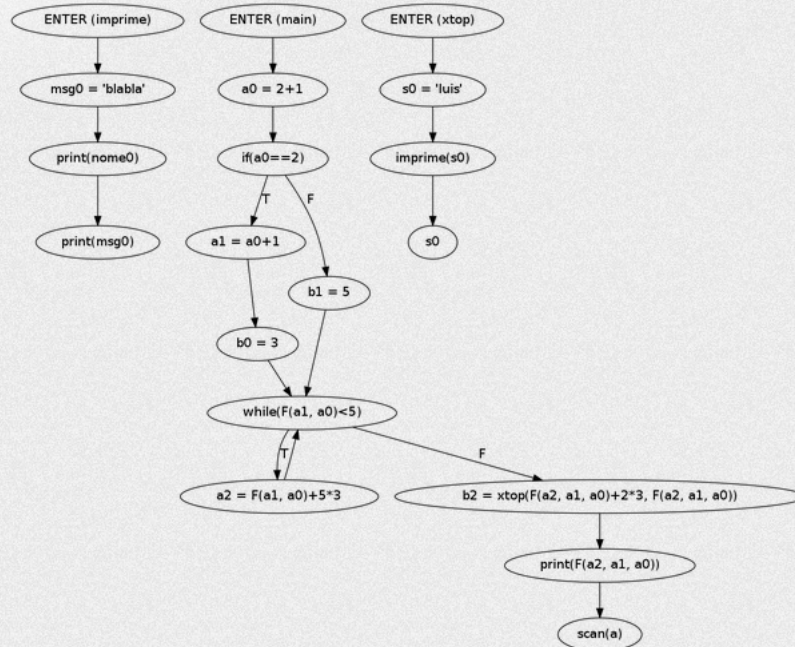 ENTER (imprime)
msg0 = 'blabla'
print(nome0)
print(msg0)
ENTER (main)
a0 = 2+1
if(a0==2)
T
F
a1 = a0+1
b1 = 5
b0 = 3
while(F(a1, a0)<5)
T
F
a2 = F(a1, a0)+5*3
b2 = xtop(F(a2, a1, a0)+2*3, F(a2, a1, a0))
print(F(a2, a1, a0))
scan(a)
ENTER (xtop)
s0 = 'luis'
imprime(s0)
s0